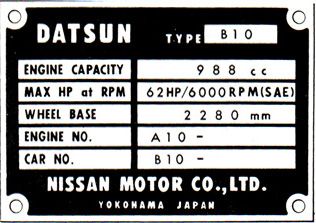 DATSUN TYPE B10
ENGINE CAPACITY 988 cc
MAX HP at RPM 62HP/6000RPM(SAE)
WHEEL BASE 2280 mm
ENGINE NO. A10-
CAR NO. B10-
NISSAN MOTOR CO.,LTD.
YOKOHAMA JAPAN